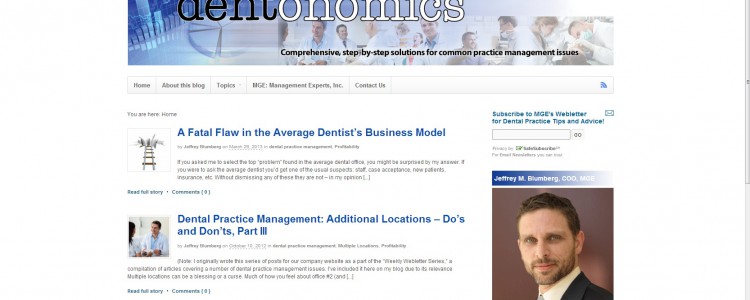 dentonomics
Comprehensive, step-by-step solutions for common practice management issues
Home About this blog Topics MGE: Management Experts, Inc. Contact Us
You are here: Home
A Fatal Flaw in the Average Dentist's Business Model
by Jeffrey Blumberg on March 28, 2013 in dental practice management, Profitability
If you asked me to select the top "problem" found in the average dental office, you might be surprised by my answer. If
you were to ask the average dentist you'd get one of the usual suspects: staff, case acceptance, new patients,
insurance, etc. Without dismissing any of these they are not – in my opinion [...]
Read full story • Comments { 0 }
Dental Practice Management: Additional Locations – Do's
and Don'ts, Part III
by Jeffrey Blumberg on October 10, 2012 in dental practice management, Multiple Locations, Profitability
(Note: I originally wrote this series of posts for our company website as a part of the "Weekly Webletter Series," a
compilation of articles covering a number of dental practice management issues. I've included it here on my blog due to its relevance
Multiple locations can be a blessing or a curse. Much of how you feel about office #2 (and [...]
Read full story • Comments { 0 }
Subscribe to MGE's Webletter
for Dental Practice Tips and Advice!
GO
Privacy by SafeSubscribe℠
For Email Newsletters you can trust
Jeffrey M. Blumberg, COO, MGE